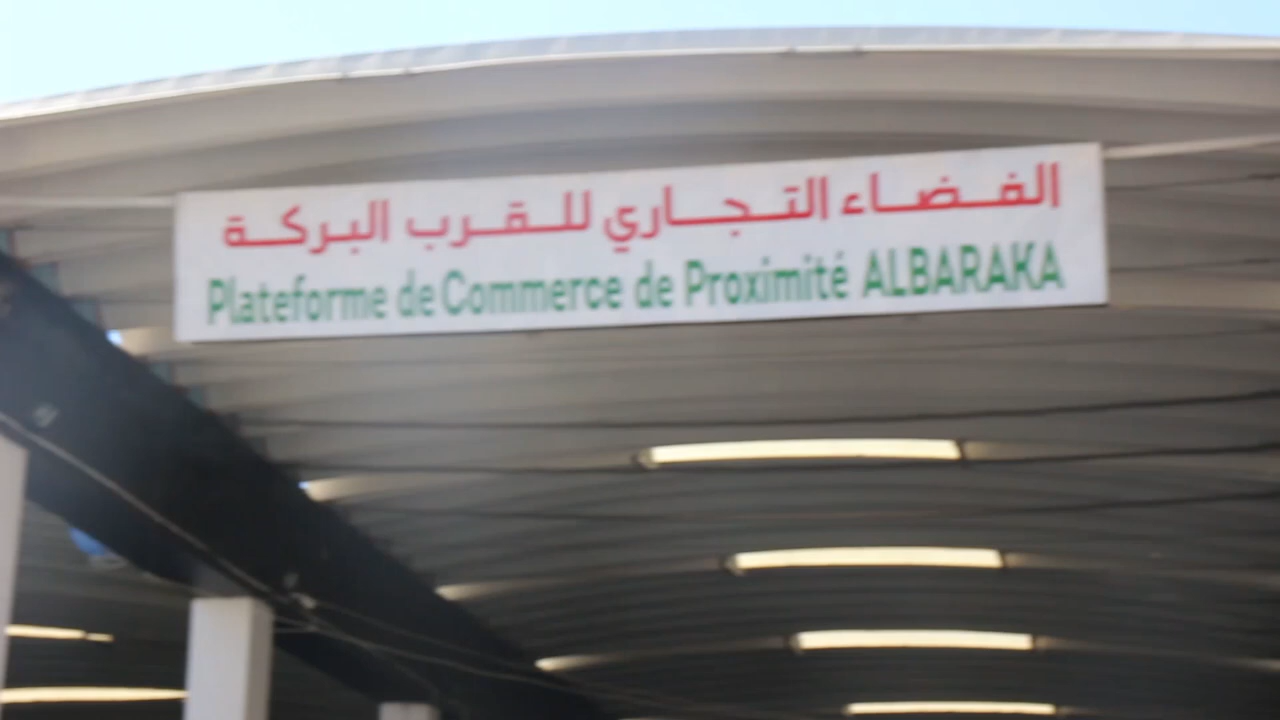 الفضاء التجاري للقرب البركة
Plateforme de Commerce de Proximité ALBARAKA